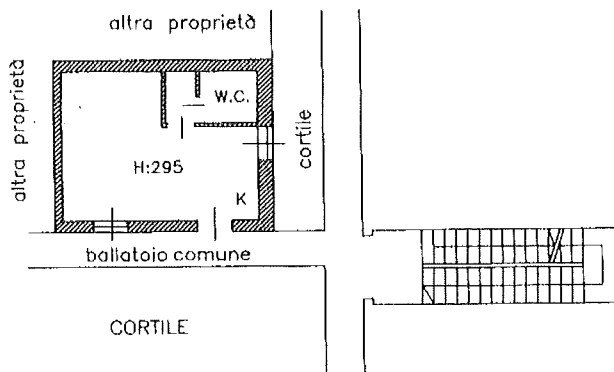 altra proprietà
altra proprietà
W.C.
cortile
H:295
K
ballatoio comune
CORTILE